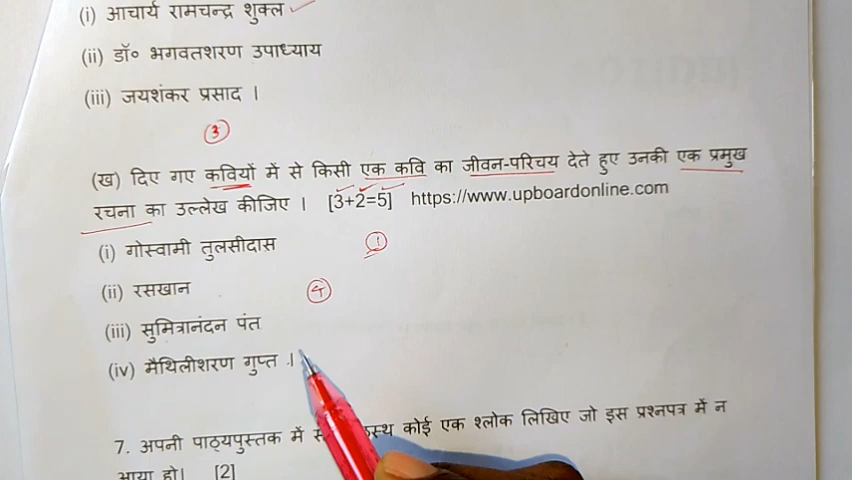 (i) आचार्य रामचन्द्र शुक्ल
(ii) डॉ० भगवतशरण उपाध्याय
(iii) जयशंकर प्रसाद ।
3
(ख) दिए गए कवियों में से किसी एक कवि का जीवन-परिचय देते हुए उनकी एक प्रमुख
रचना का उल्लेख कीजिए । [3+2=5] https://www.upboardonline.com
(i) गोस्वामी तुलसीदास
(ii) रसखान
(iii) सुमित्रानंदन पंत
(iv) मैथिलीशरण गुप्त ।
7. अपनी पाठ्यपुस्तक में कोई एक श्लोक लिखिए जो इस प्रश्नपत्र में न
आया हो। [2]